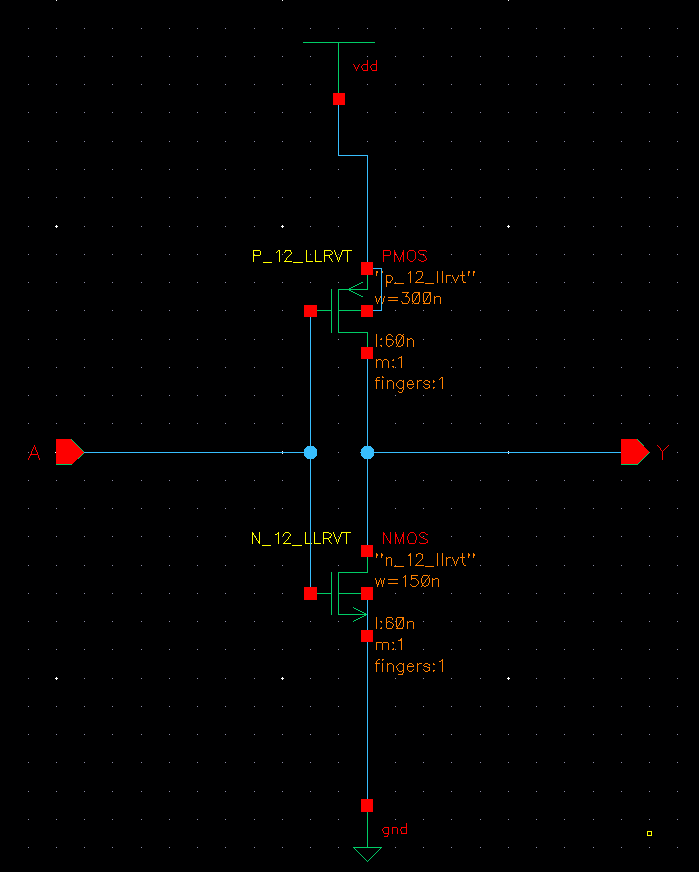 vdd
P_12_LLRVT PMOS
"p_12_llrvt"
w=300n
l:60n
m:1
fingers:1
A
Y
N_12_LLRVT NMOS
"n_12_llrvt"
w=150n
l:60n
m:1
fingers:1
gnd